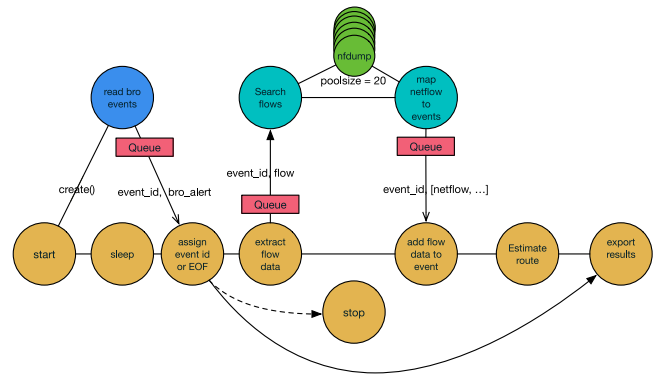 nfdump
poolsize = 20
read bro
events
Search
flows
map
netflow
to
events
Queue
Queue
create()
event_id, bro_alert
event_id, flow
event_id, [netflow, …]
Queue
start
sleep
assign
event id
or EOF
extract
flow
data
add flow
data to
event
Estimate
route
export
results
stop